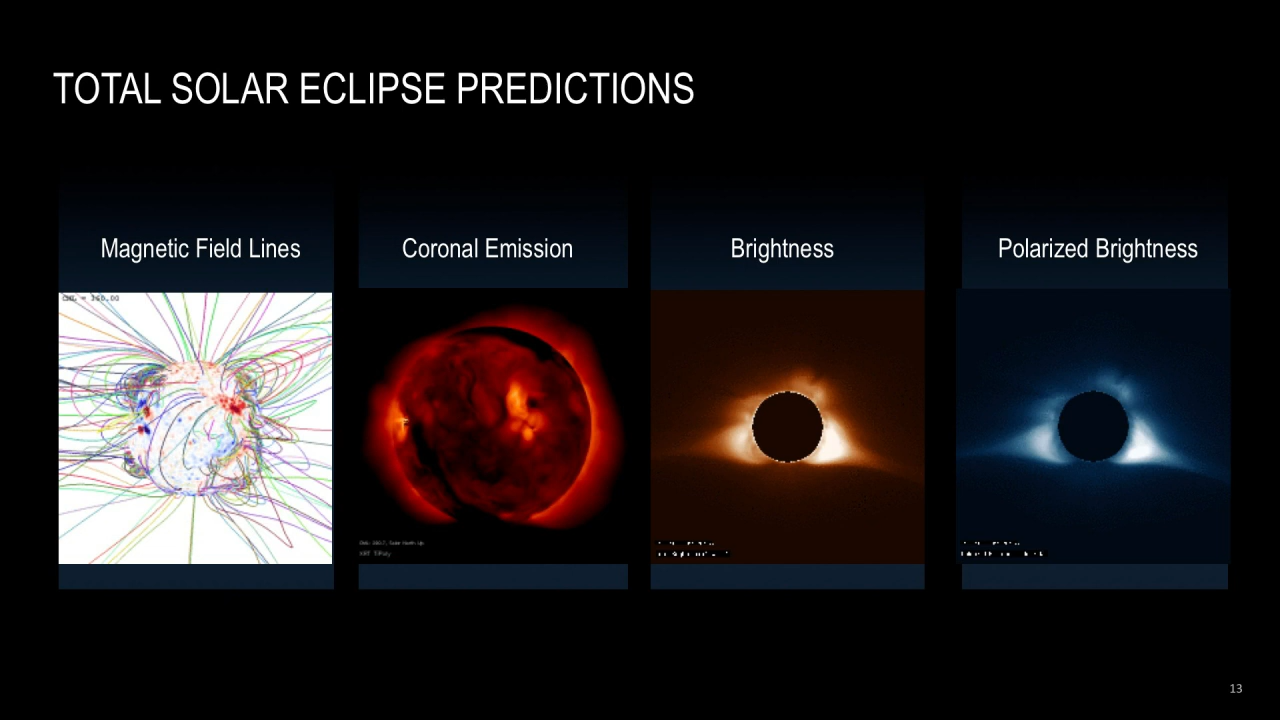 TOTAL SOLAR ECLIPSE PREDICTIONS
Magnetic Field Lines
Coronal Emission
Brightness
Polarized Brightness
13